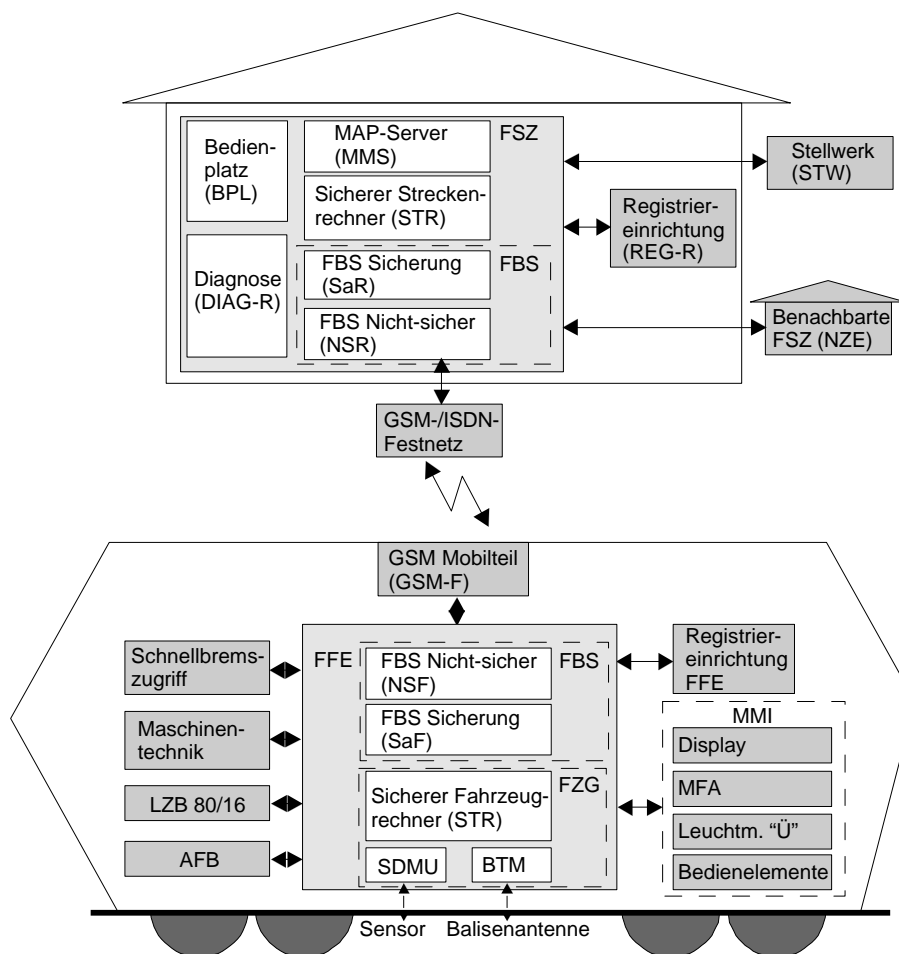 Bedien-
platz
(BPL)
MAP-Server
(MMS)
FSZ
Sicherer Strecken-
rechner (STR)
Diagnose
(DIAG-R)
FBS Sicherung
(SaR)
FBS
FBS Nicht-sicher
(NSR)
Stellwerk
(STW)
Registrier-
einrichtung
(REG-R)
Benachbarte
FSZ (NZE)
GSM-/ISDN-
Festnetz
GSM Mobilteil
(GSM-F)
Schnellbrems-
zugriff
Maschinen-
technik
LZB 80/16
AFB
FFE
FBS Nicht-sicher
(NSF)
FBS
FBS Sicherung
(SaF)
Sicherer Fahrzeug-
rechner (STR)
FZG
SDMU
BTM
Registrier-
einrichtung
FFE
MMI
Display
MFA
Leuchtm. “Ü”
Bedienelemente
Sensor
Balisenantenne